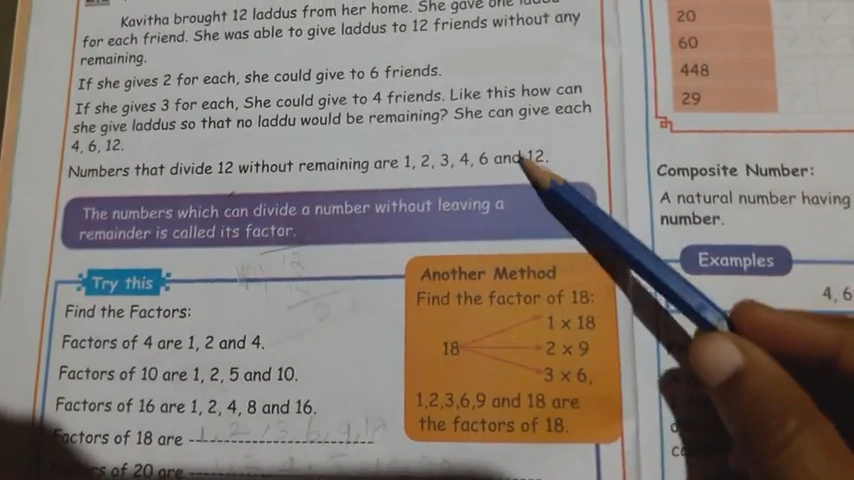 Kavitha brought 12 laddus from her home. She gave one
for each friend. She was able to give laddus to 12 friends without any
remaining.
If she gives 2 for each, she could give to 6 friends.
If she gives 3 for each, She could give to 4 friends. Like this how can
she give laddus so that no laddu would be remaining? She can give each
4, 6, 12.
Numbers that divide 12 without remaining are 1, 2, 3, 4, 6 and 12.
The numbers which can divide a number without leaving a
remainder is called its factor.
Try this
Find the Factors:
Factors of 4 are 1, 2 and 4.
Factors of 10 are 1, 2, 5 and 10.
Factors of 16 are 1, 2, 4, 8 and 16.
Factors of 18 are 1, 2, 3, 6, 9, 18
of 20 are
Another Method
Find the factor of 18:
1 x 18
18 2 x 9
3 x 6,
1,2,3,6,9 and 18 are
the factors of 18.
20
60
448
29
Composite Number:
A natural number having
number.
Examples
4, 6